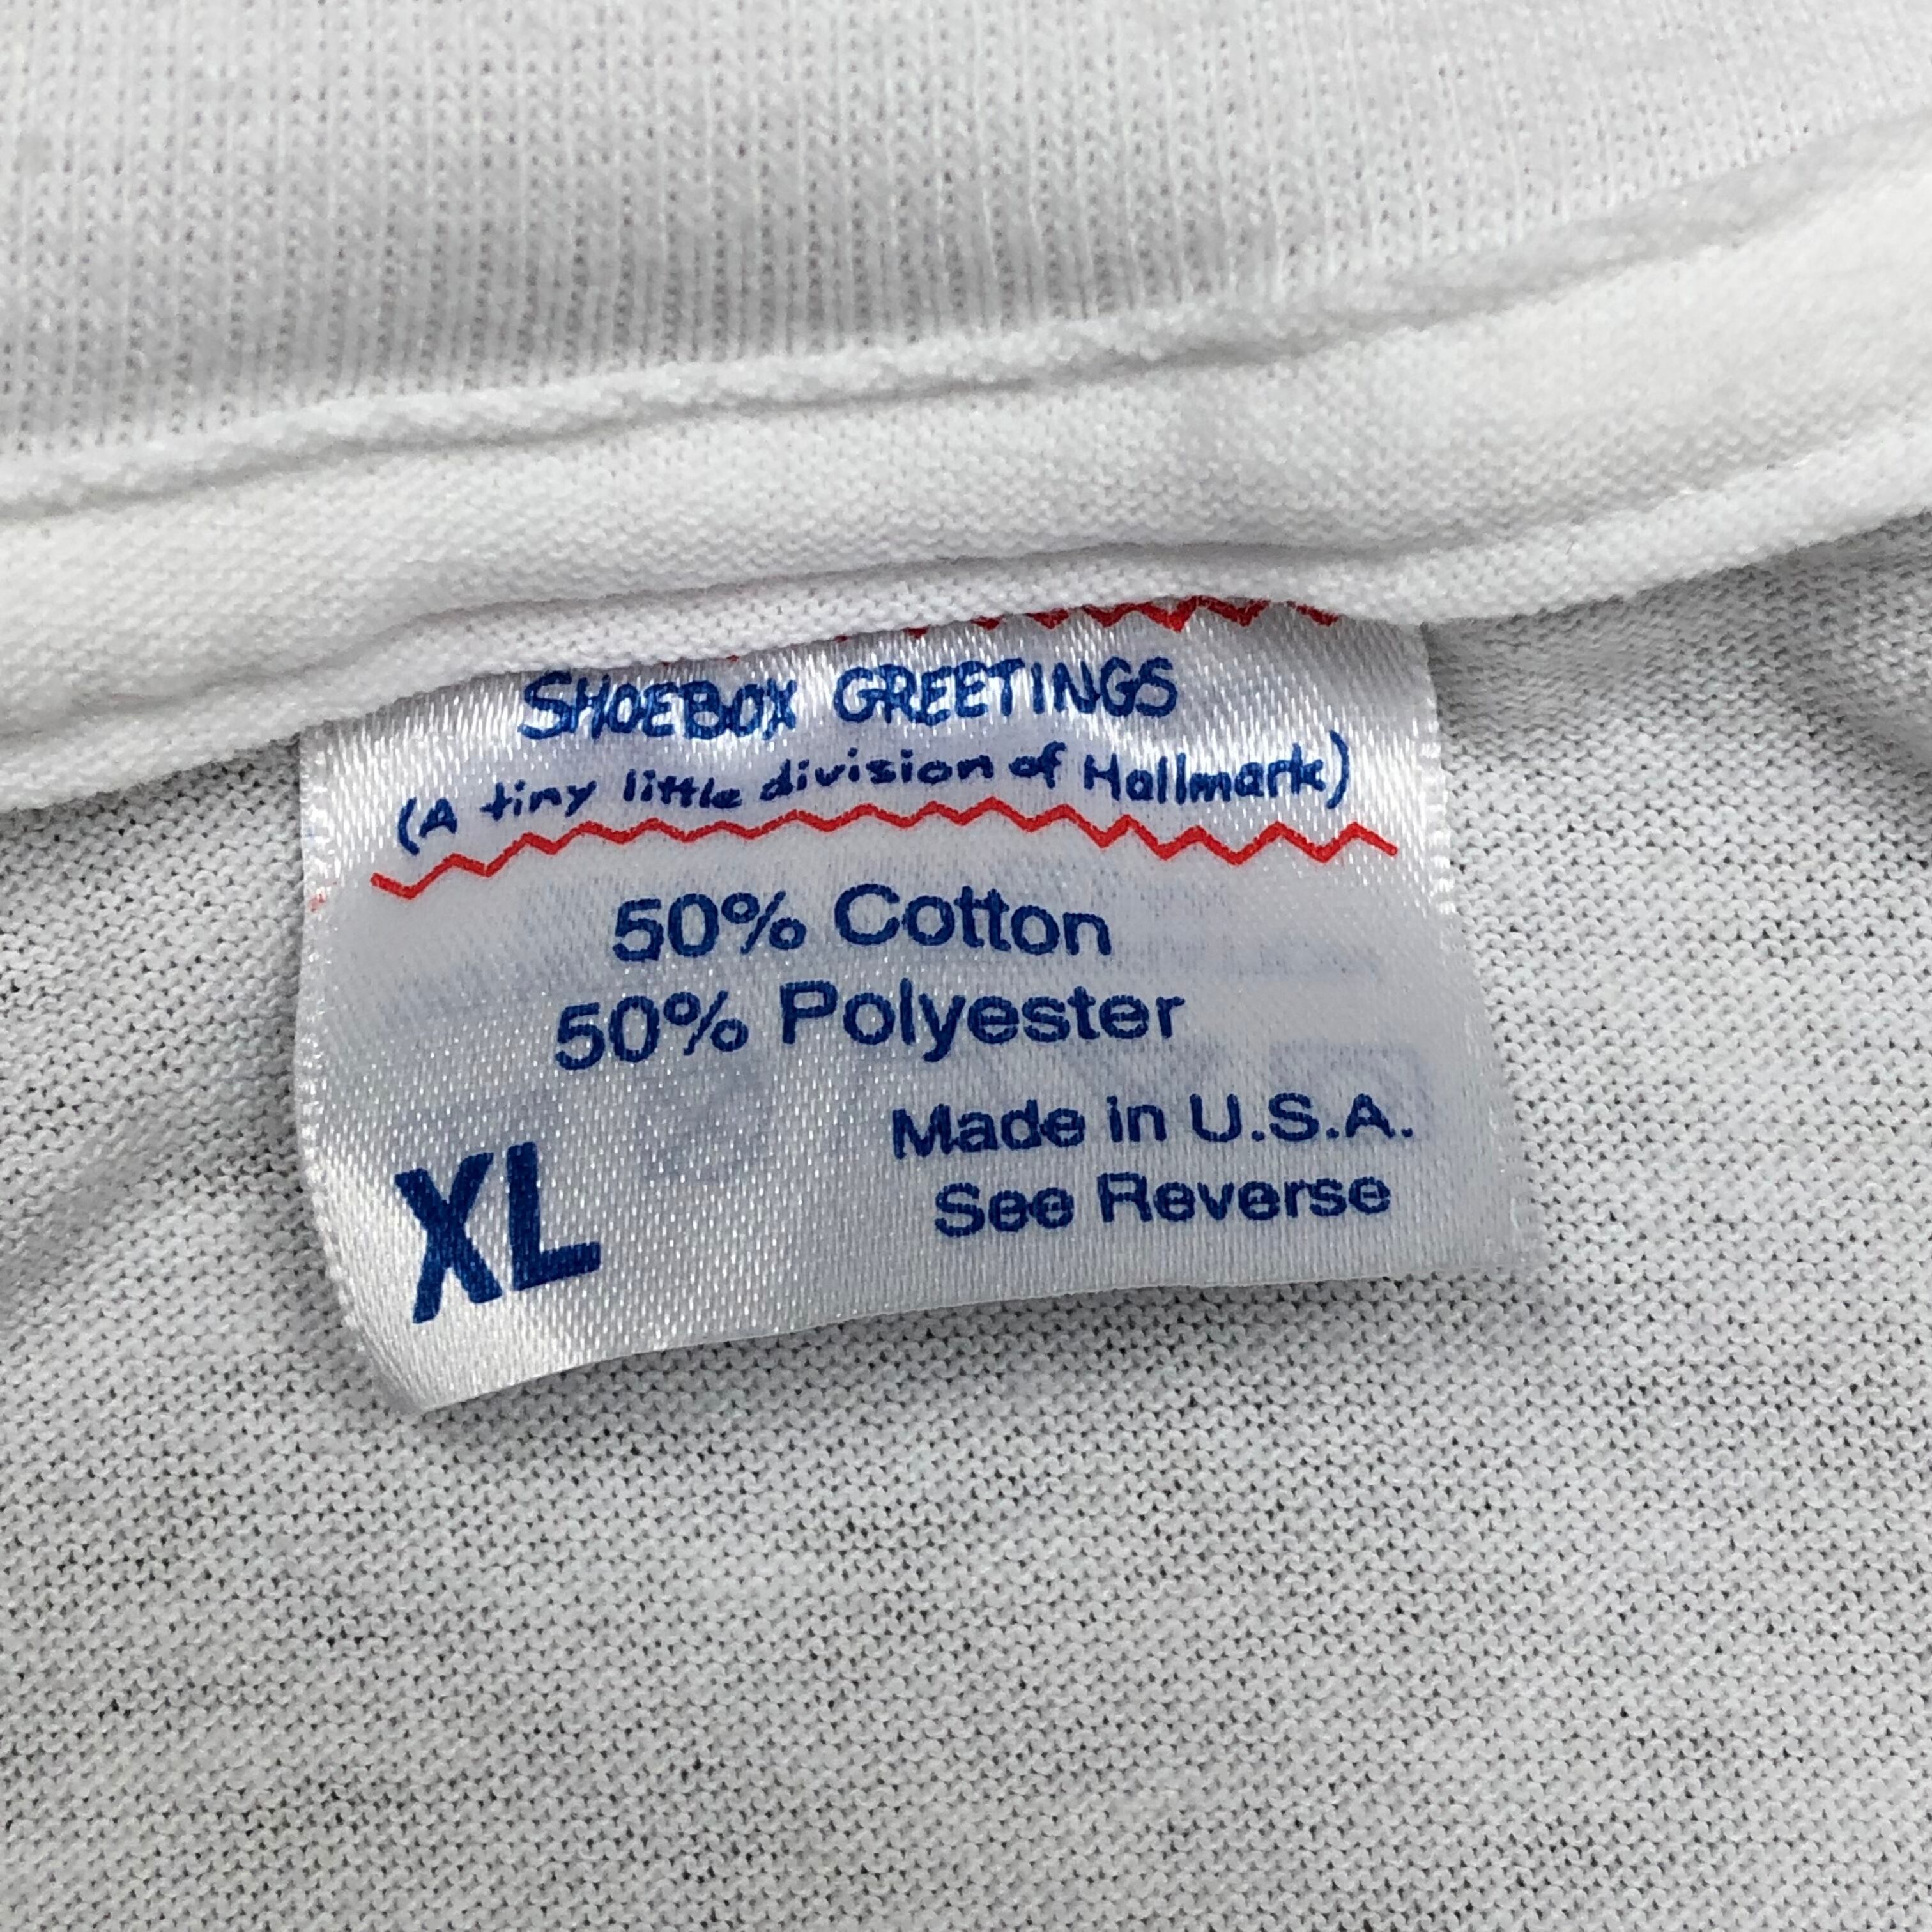 SHOEBOX GREETINGS
(A tiny little division of Hallmark)
50% Cotton
50% Polyester
Made in U.S.A.
XL
See Reverse